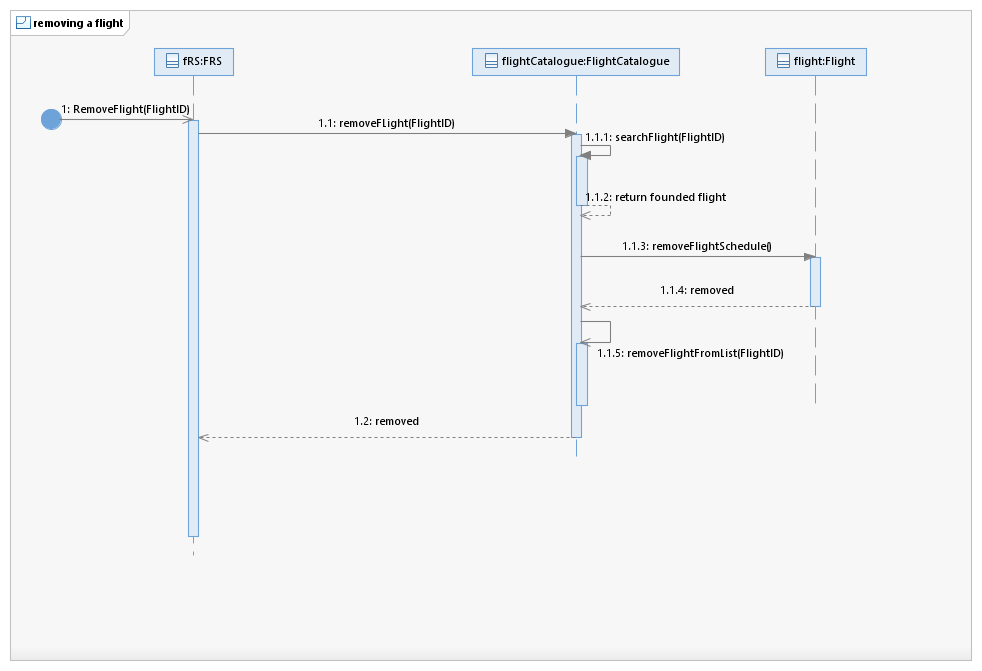 removing a flight
fRS:FRS
flightCatalogue:FlightCatalogue
flight:Flight
1: RemoveFlight(FlightID)
1.1: removeFLight(FlightID)
1.1.1: searchFlight(FlightID)
1.1.2: return founded flight
1.1.3: removeFlightSchedule()
1.1.4: removed
1.1.5: removeFlightFromList(FlightID)
1.2: removed